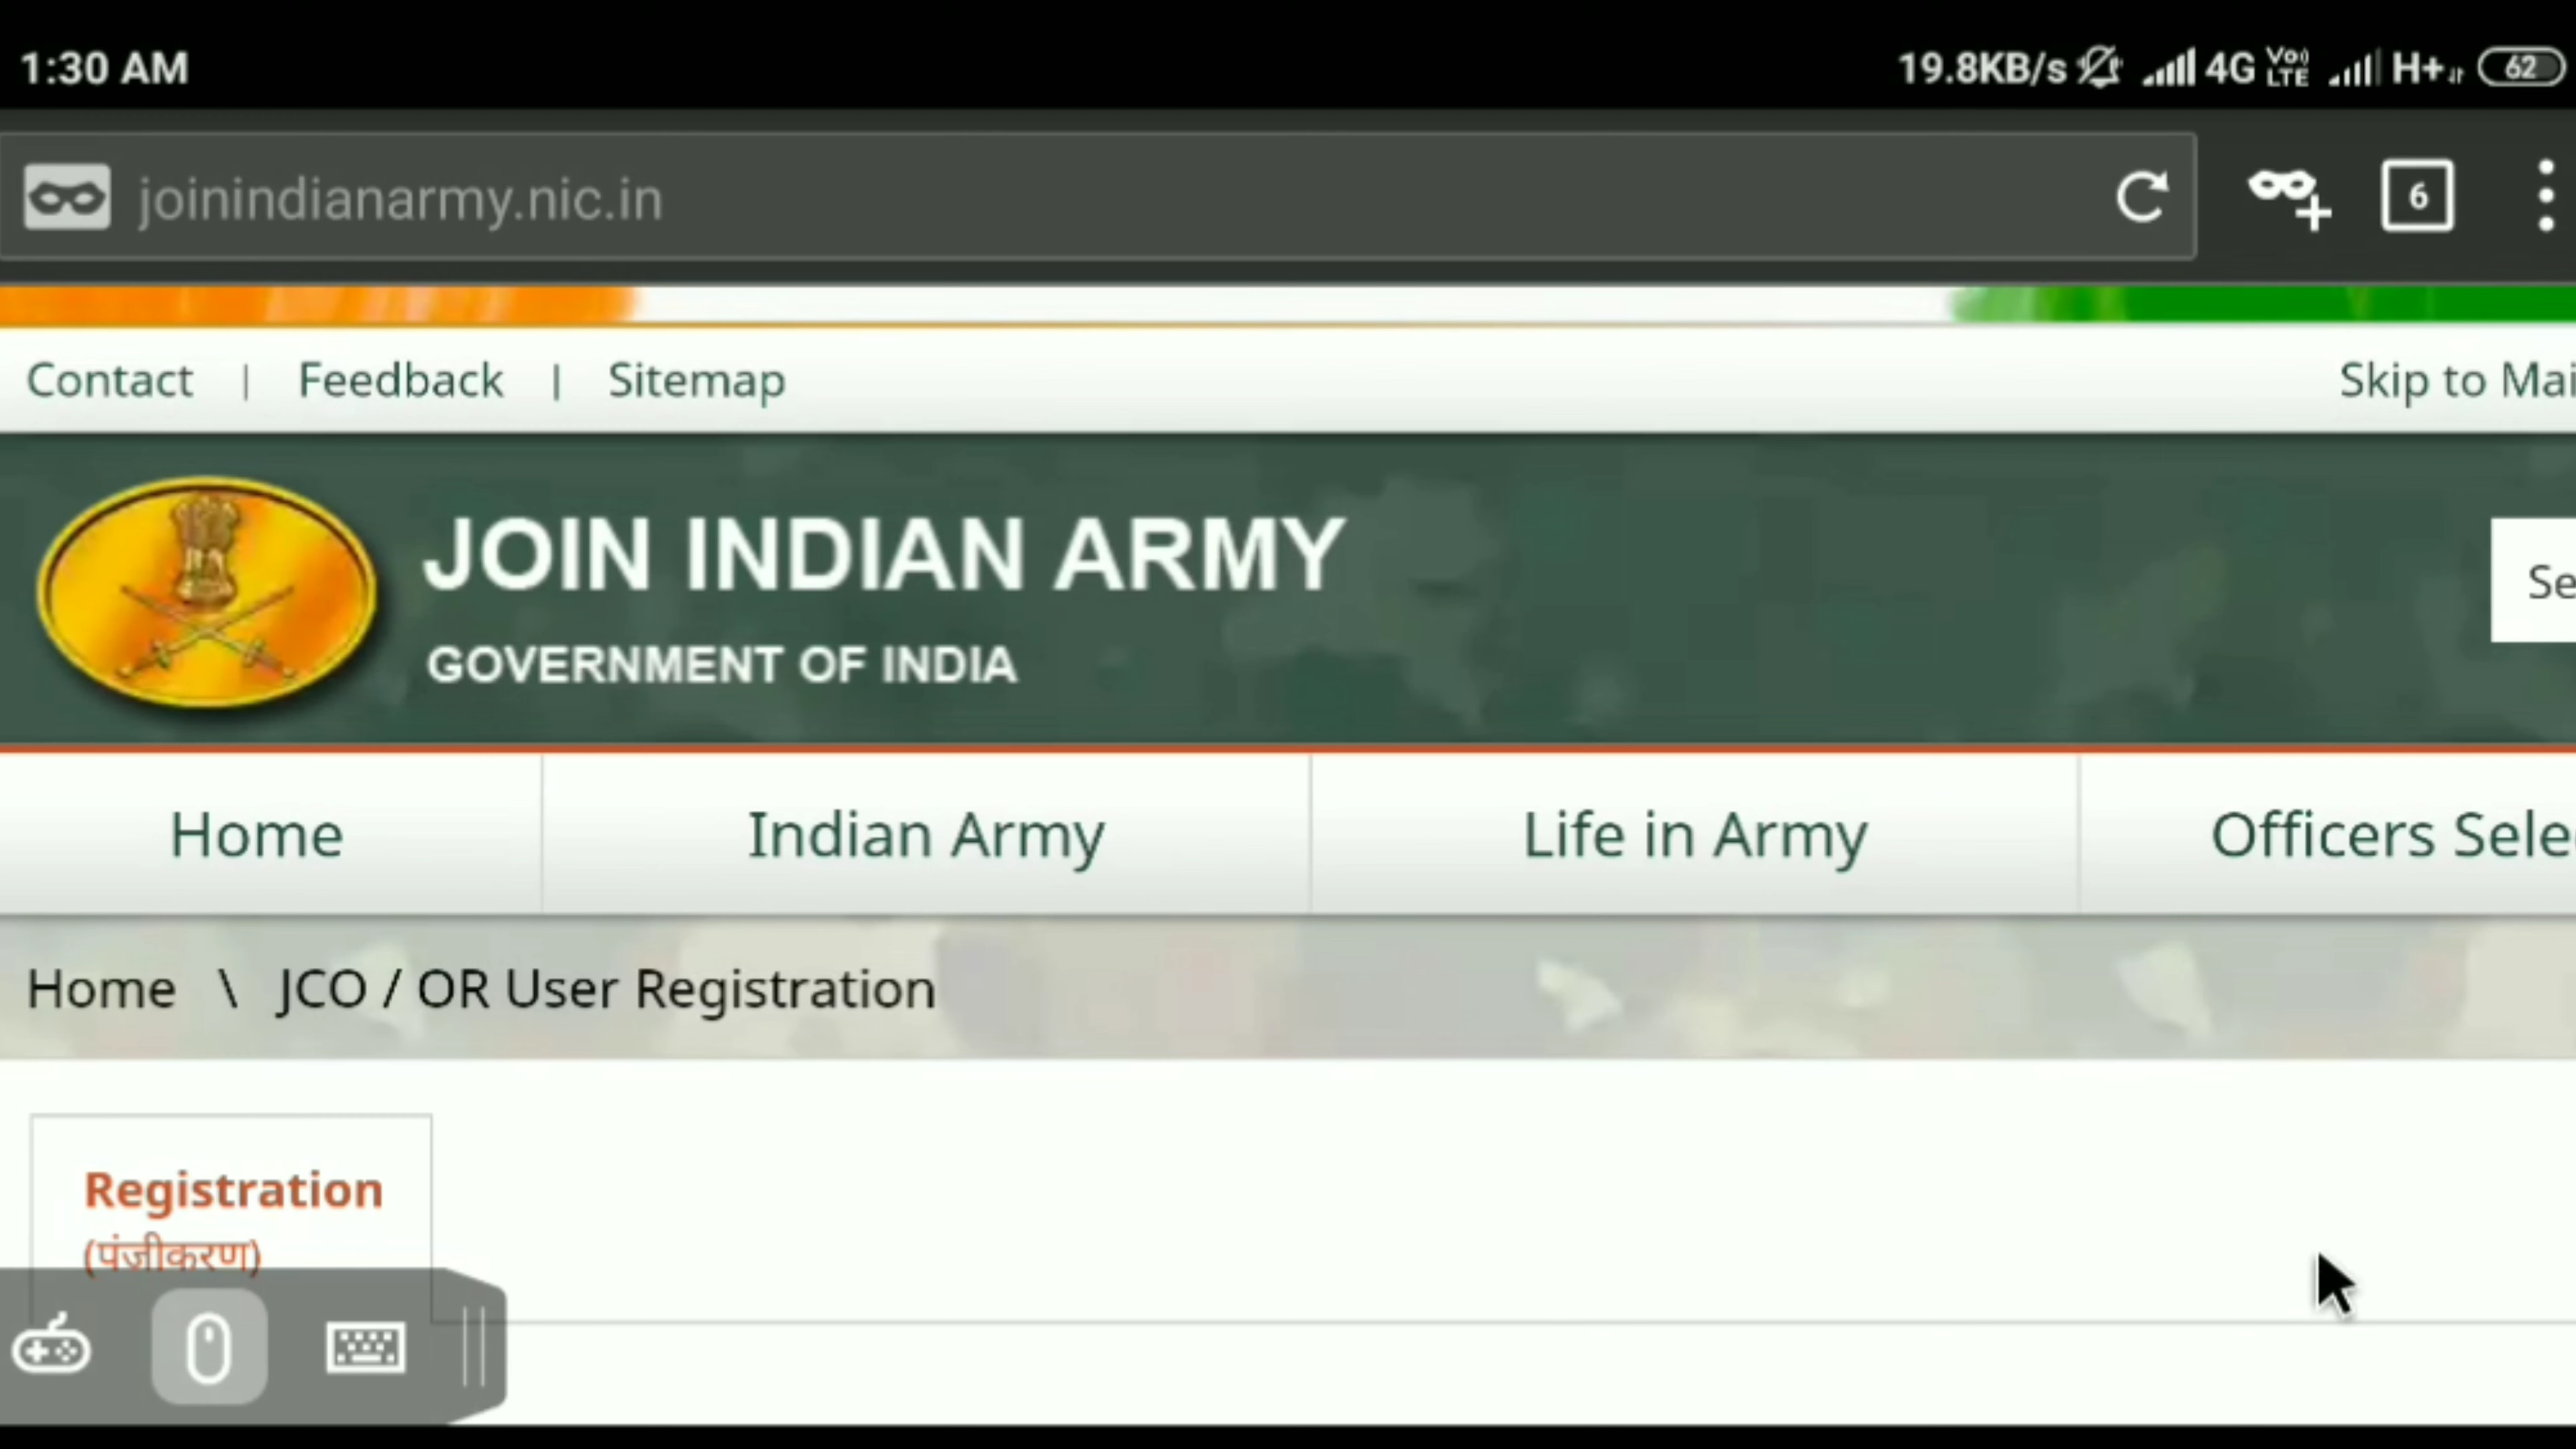 1:30 AM 19.8KB/s 4G Vo) LTE H+ 62
joinindianarmy.nic.in 6
Contact | Feedback | Sitemap Skip to Mai
JOIN INDIAN ARMY
Se
GOVERNMENT OF INDIA
Home Indian Army Life in Army Officers Sele
Home \ JCO / OR User Registration
Registration
(पंजीकरण)